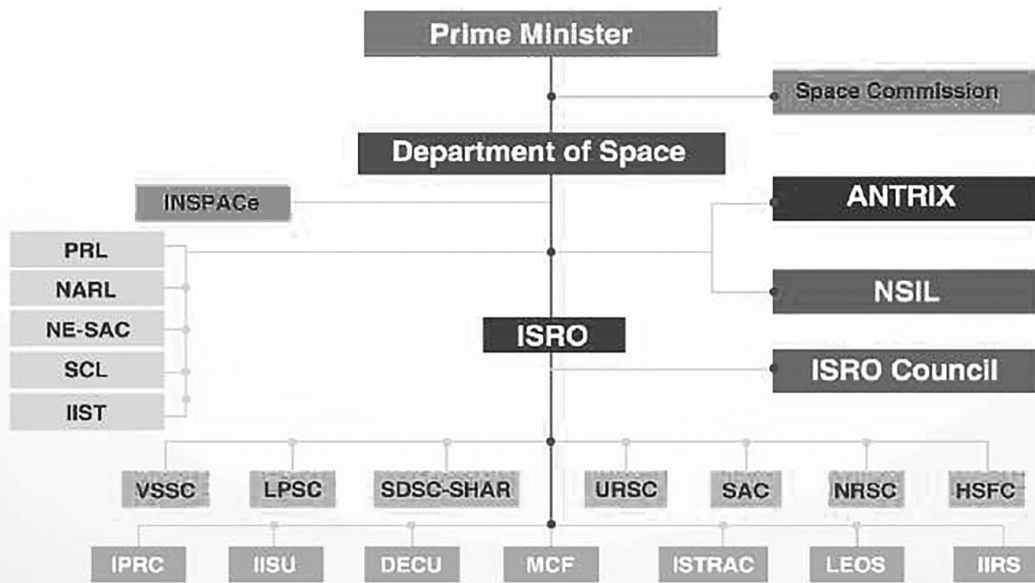 Prime Minister
Space Commission
Department of Space
INSPACe
ANTRIX
PRL
NARL
NSIL
NE-SAC
ISRO
SCL
ISRO Council
IIST
VSSC LPSC SDSC-SHAR URSC SAC NRSC HSFC
IPRC IISU DECU MCF ISTRAC LEOS IIRS